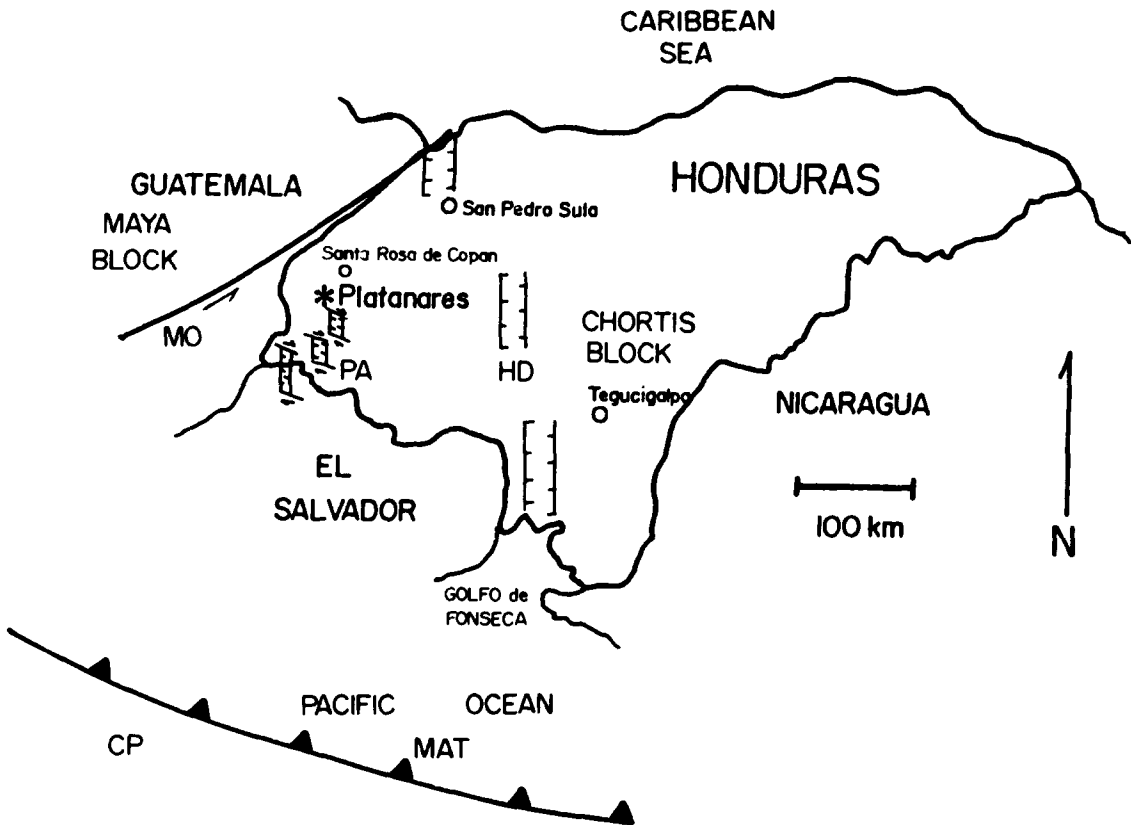 CARIBBEAN
SEA
HONDURAS
GUATEMALA
MAYA
BLOCK
San Pedro Sula
Santa Rosa de Copan
*Platanares
MO
PA
HD
CHORTIS
BLOCK
Tegucigalpa
NICARAGUA
EL
SALVADOR
100 km
N
GOLFO de
FONSECA
PACIFIC OCEAN
CP
MAT